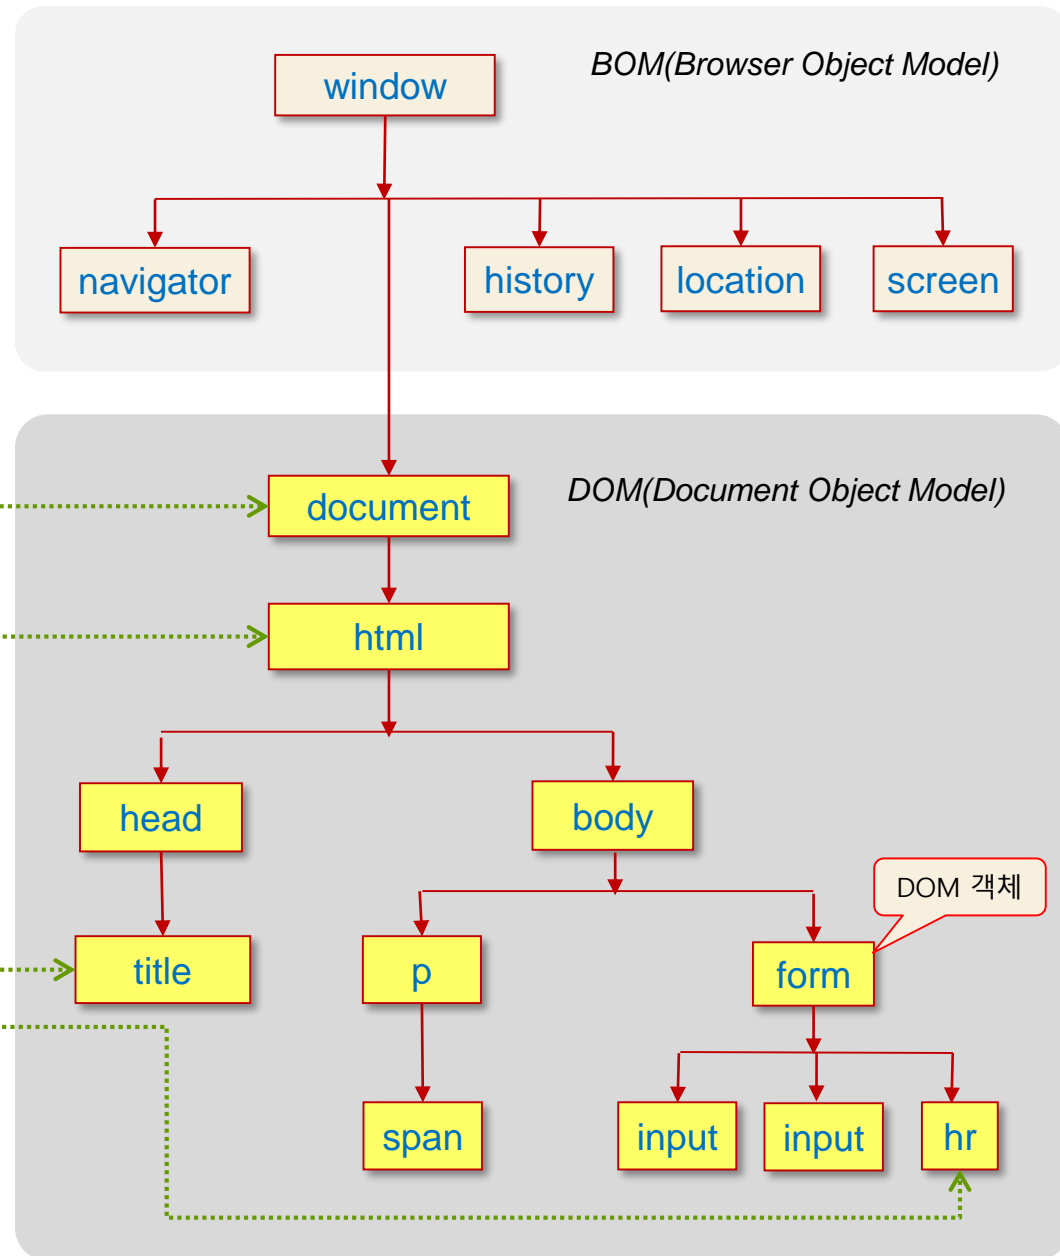 BOM(Browser Object Model)
window
navigator
history
location
screen
DOM(Document Object Model)
document
html
head
body
DOM 객체
title
p
form
span
input
input
hr